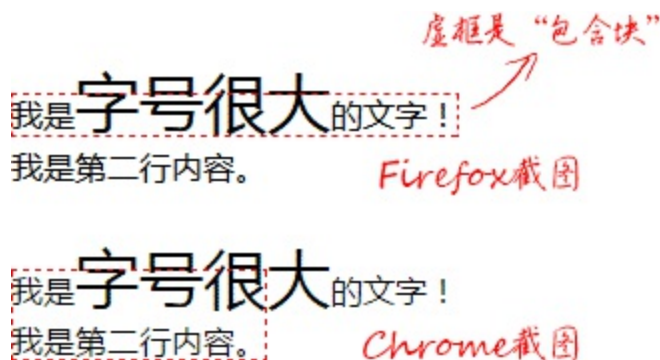 虚框是“包含块”
我是字号很大的文字！
我是第二行内容。
Firefox截图
我是字号很大的文字！
我是第二行内容。
Chrome截图